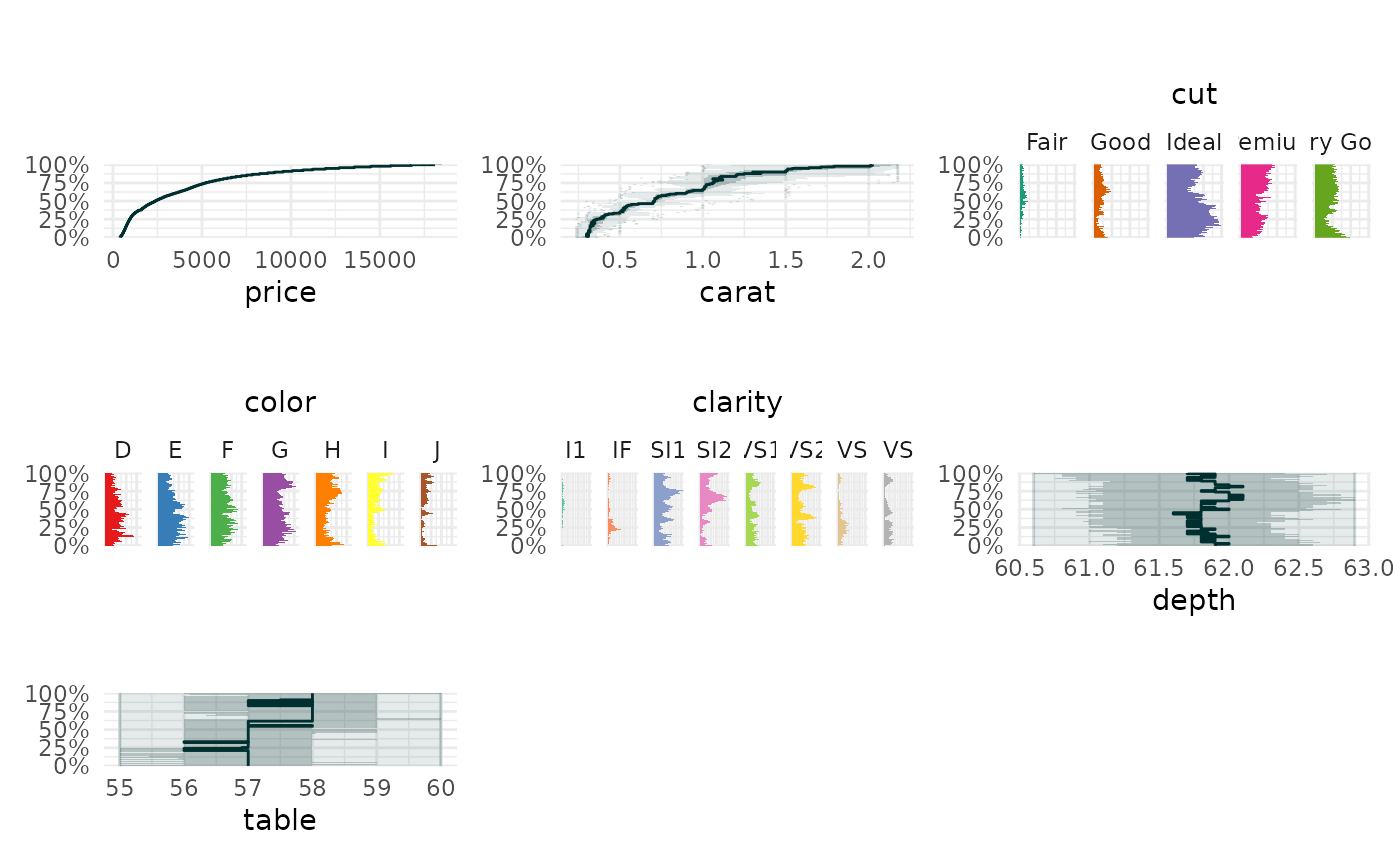 cut
Fair Good Ideal emiu ry Go
100% 100% 100%
75% 75% 75%
50% 50% 50%
25% 25% 25%
0% 0% 0%
0 5000 10000 15000 0.5 1.0 1.5 2.0
price carat
color clarity
D E F G H I J I1 IF SI1 SI2 VS1 VS2 VS VS
100% 100% 100%
75% 75% 75%
50% 50% 50%
25% 25% 25%
0% 0% 0%
60.5 61.0 61.5 62.0 62.5 63.0
depth
100%
75%
50%
25%
0%
55 56 57 58 59 60
table